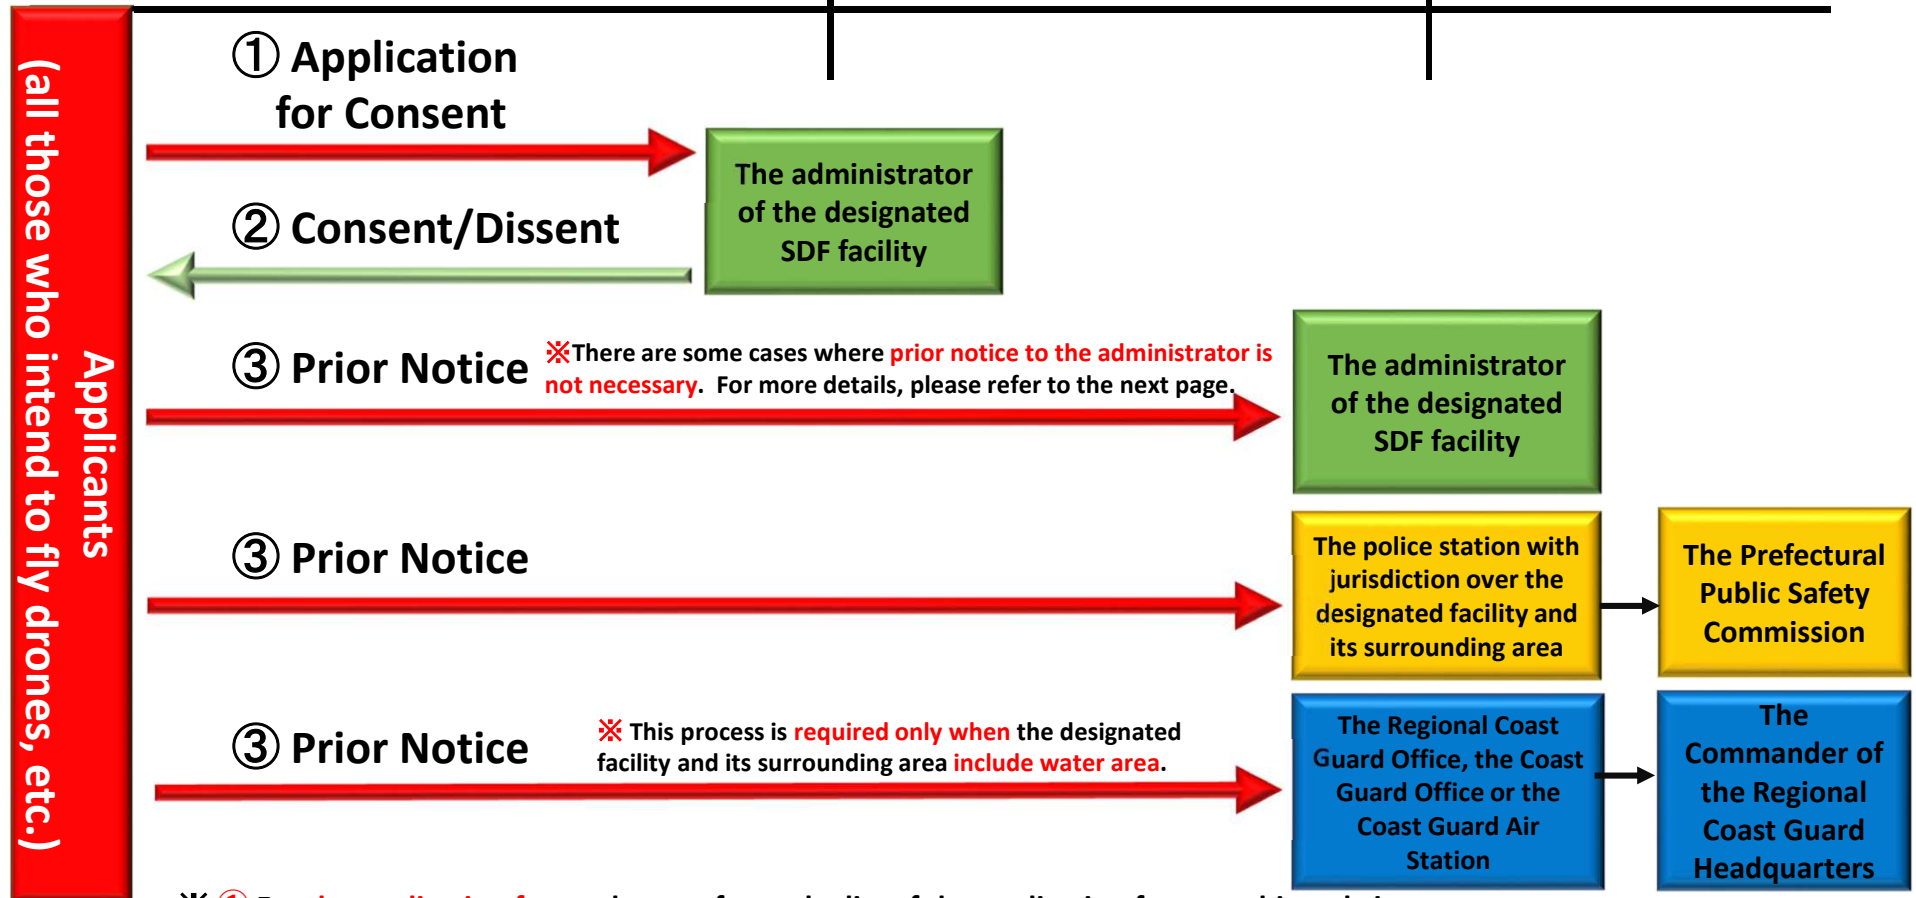 Applicants
(all those who intend to fly drones, etc.)
① Application
for Consent
The administrator
of the designated
SDF facility
② Consent/Dissent
③ Prior Notice
※There are some cases where prior notice to the administrator is
not necessary. For more details, please refer to the next page.
The administrator
of the designated
SDF facility
③ Prior Notice
The police station with
jurisdiction over the
designated facility and
its surrounding area
The Prefectural
Public Safety
Commission
③ Prior Notice
※ This process is required only when the designated
facility and its surrounding area include water area.
The Regional Coast
Guard Office, the Coast
Guard Office or the
Coast Guard Air
Station
The
Commander of
the Regional
Coast Guard
Headquarters